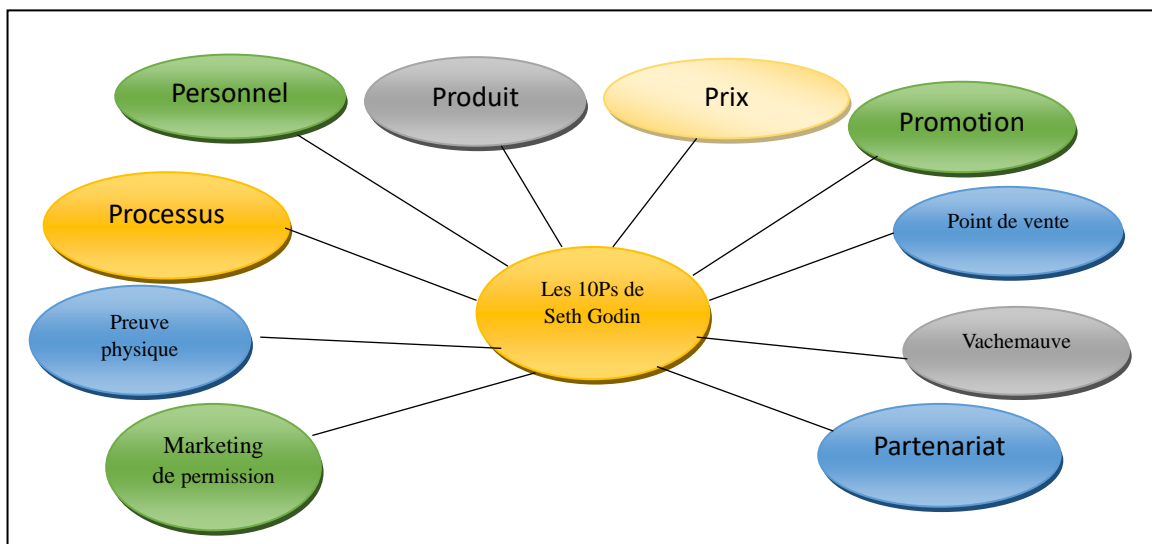 Personnel
Produit
Prix
Promotion
Processus
Point de vente
Les 10Ps de
Seth Godin
Preuve
physique
Vachemauve
Marketing
de permission
Partenariat